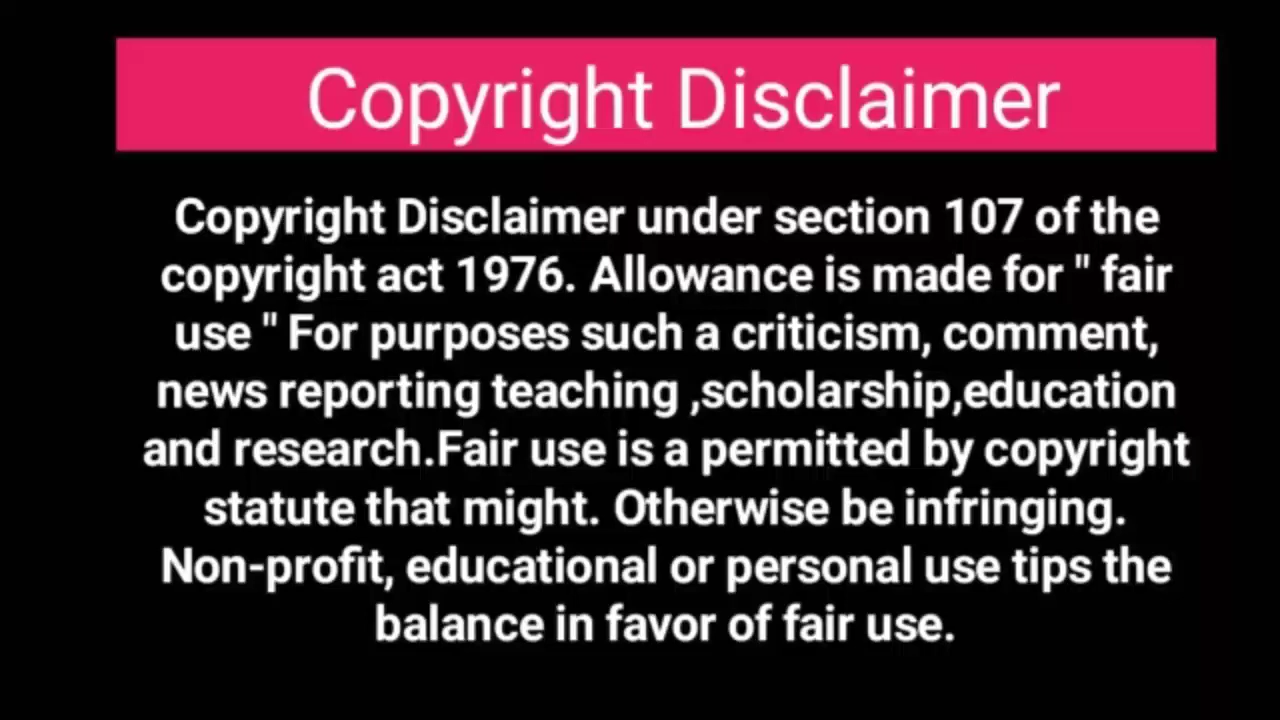 Copyright Disclaimer
Copyright Disclaimer under section 107 of the
copyright act 1976. Allowance is made for " fair
use " For purposes such a criticism, comment,
news reporting teaching ,scholarship,education
and research.Fair use is a permitted by copyright
statute that might. Otherwise be infringing.
Non-profit, educational or personal use tips the
balance in favor of fair use.